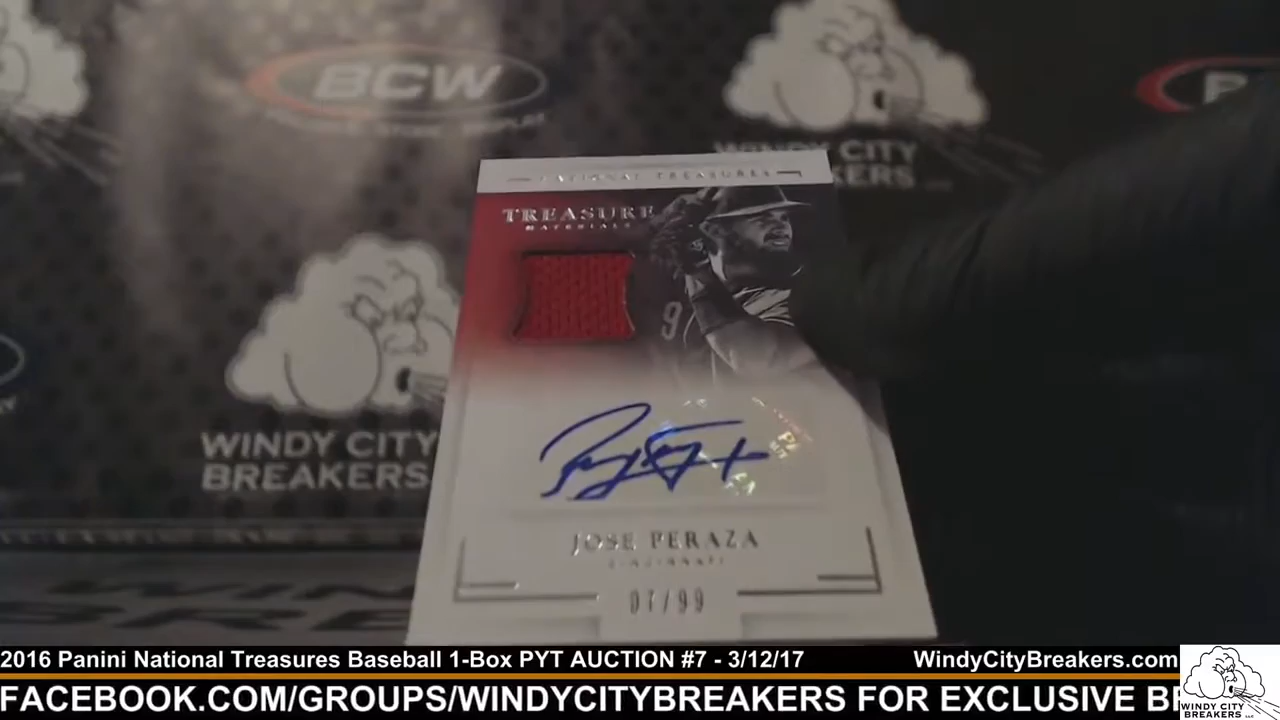 BCW
WINDY CITY
BREAKERS
WINDY CITY
BREAKERS
NATIONAL TREASURES
TREASURE
MATERIALS
9
JOSE PERAZA
CINCINNATI
07/99
2016 Panini National Treasures Baseball 1-Box PYT AUCTION #7 - 3/12/17
WindyCityBreakers.com
FACEBOOK.COM/GROUPS/WINDYCITYBREAKERS FOR EXCLUSIVE
WINDY CITY
BREAKERS LLC